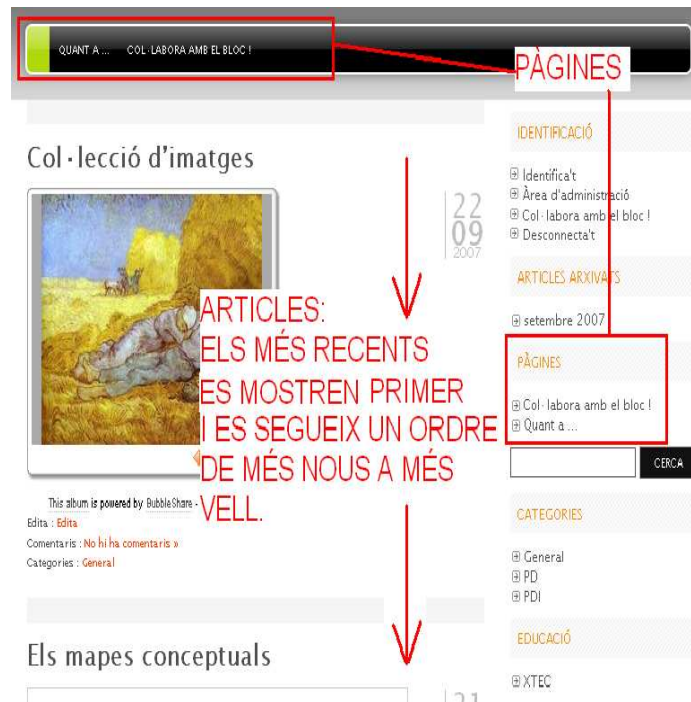 QUANT A ... COL·LABORA AMB EL BLOC !
PÀGINES
Col·lecció d'imatges
22
09
2007
ARTICLES:
ELS MÉS RECENTS
ES MOSTREN PRIMER
I ES SEGUEIX UN ORDRE
DE MÉS NOUS A MÉS
VELL.
This album is powered by BubbleShare -
Edita : Edita
Comentaris : No hi ha comentaris »
Categories : General
Els mapes conceptuals
21
IDENTIFICACIÓ
Identifica't
Àrea d'administració
Col·labora amb el bloc !
Desconnecta't
ARTICLES ARXIVATS
setembre 2007
PÀGINES
Col·labora amb el bloc !
Quant a ...
CERCA
CATEGORIES
General
PD
PDI
EDUCACIÓ
XTEC